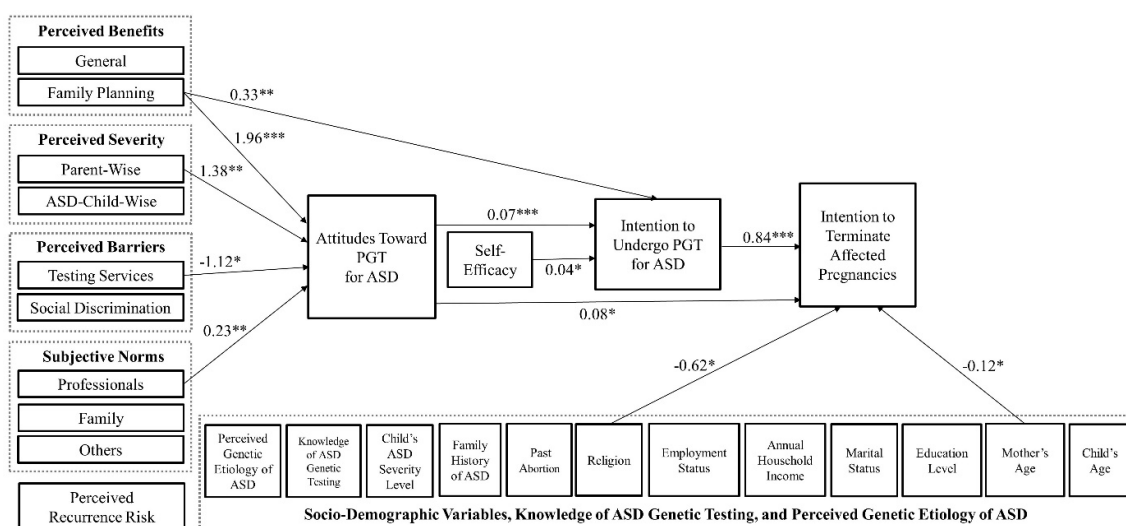 Perceived Benefits
General
Family Planning
Perceived Severity
Parent-Wise
ASD-Child-Wise
Perceived Barriers
Testing Services
Social Discrimination
Subjective Norms
Professionals
Family
Others
Perceived
Recurrence Risk
0.33**
1.96***
1.38**
-1.12*
0.23**
Attitudes Toward
PGT
for ASD
0.07***
Self-
Efficacy
0.04*
0.08*
Intention to
Undergo PGT
for ASD
0.84***
Intention to
Terminate
Affected
Pregnancies
-0.62*
-0.12*
Perceived
Genetic
Etiology of
ASD
Knowledge
of ASD
Genetic
Testing
Child's
ASD
Severity
Level
Family
History
of ASD
Past
Abortion
Religion
Employment
Status
Annual
Household
Income
Marital
Status
Education
Level
Mother's
Age
Child's
Age
Socio-Demographic Variables, Knowledge of ASD Genetic Testing, and Perceived Genetic Etiology of ASD